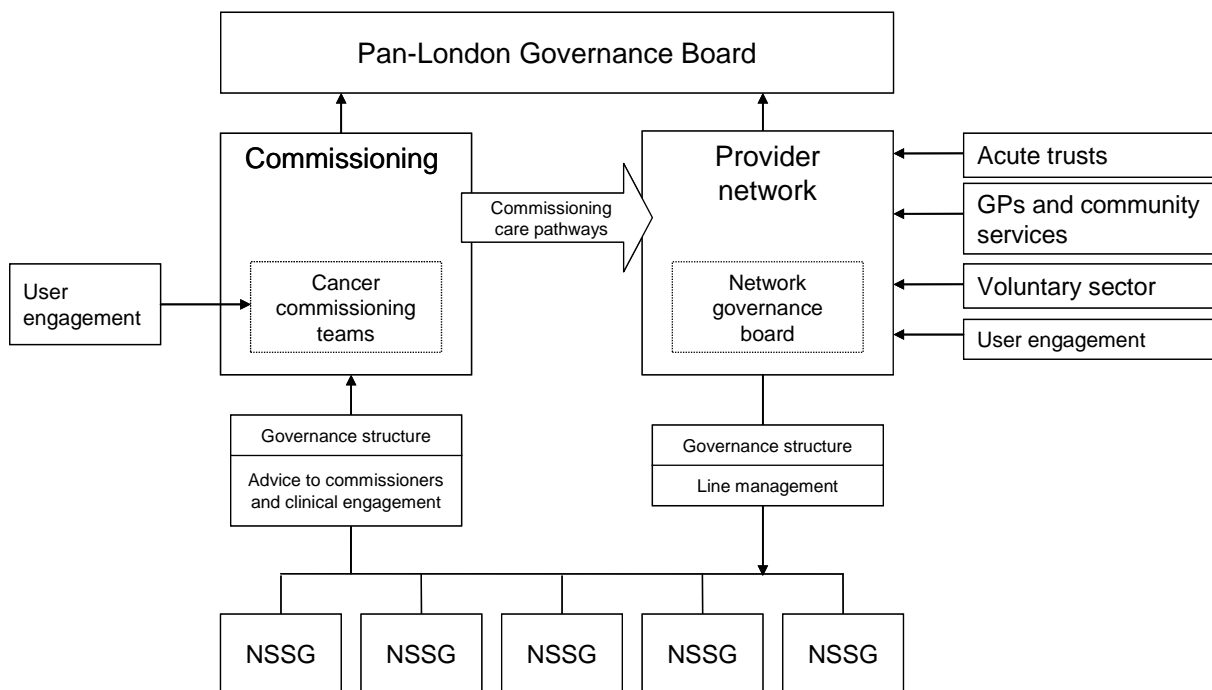 Pan-London Governance Board
Commissioning
Provider
network
Commissioning
care pathways
Acute trusts
GPs and community
services
Voluntary sector
User engagement
User
engagement
Cancer
commissioning
teams
Network
governance
board
Governance structure
Advice to commissioners
and clinical engagement
Governance structure
Line management
NSSG
NSSG
NSSG
NSSG
NSSG